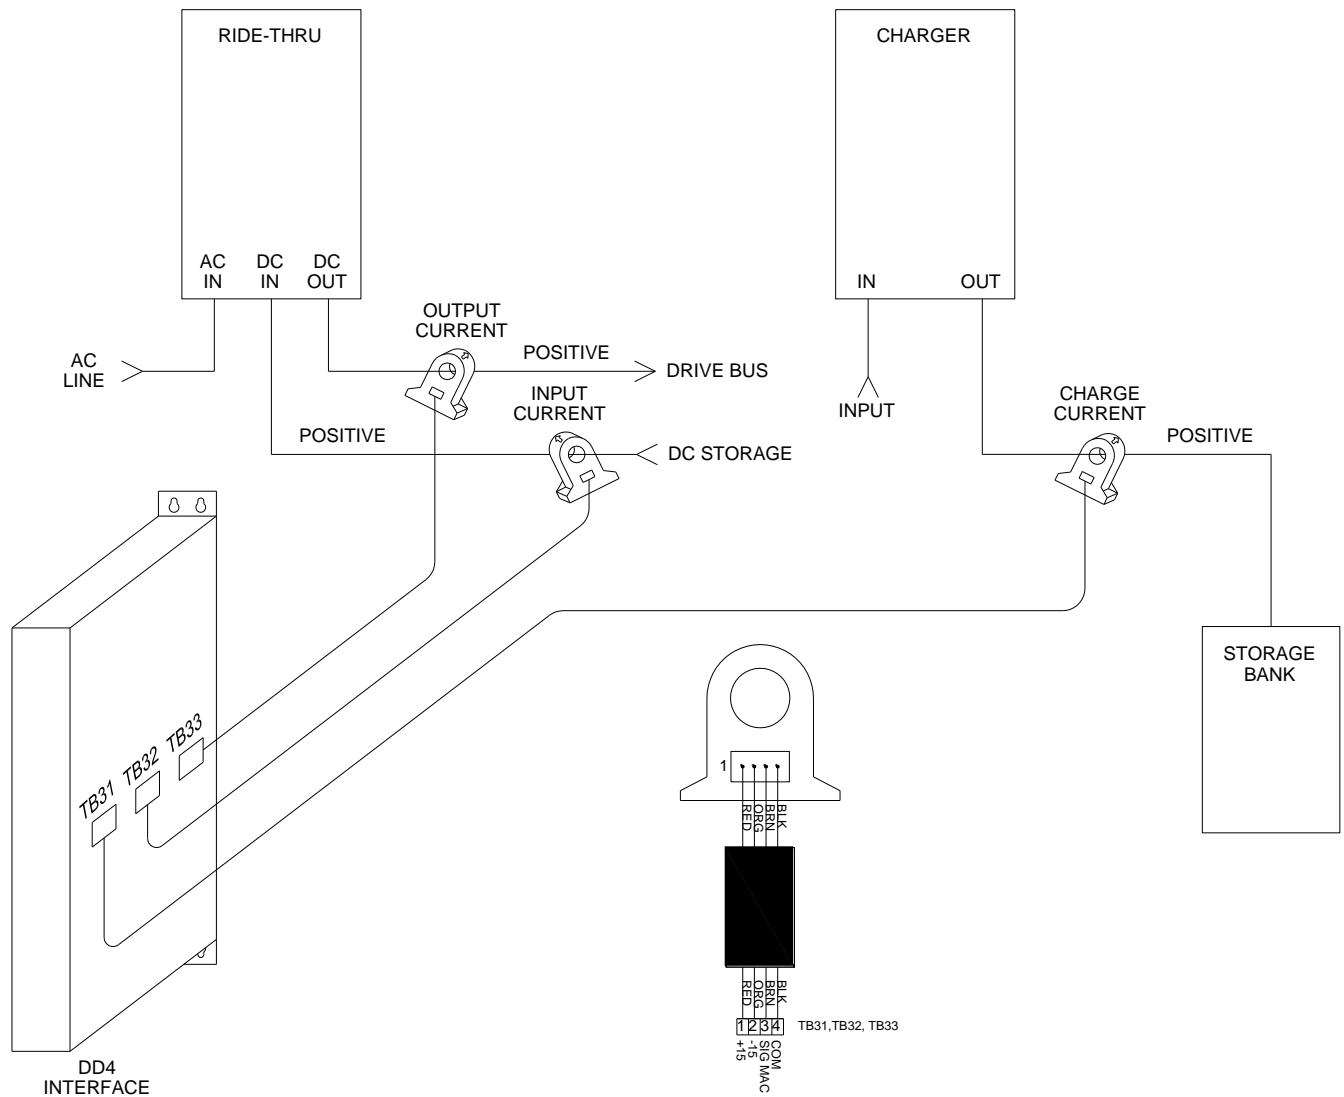 RIDE-THRU
CHARGER
AC
IN
DC
IN
DC
OUT
IN
OUT
OUTPUT
CURRENT
AC
LINE
POSITIVE
DRIVE BUS
INPUT
CURRENT
CHARGE
CURRENT
INPUT
POSITIVE
DC STORAGE
POSITIVE
STORAGE
BANK
TB31
TB32
TB33
1
RED
ORG
BRN
BLK
RED
ORG
BRN
BLK
1 2 3 4
TB31,TB32, TB33
+15
-15
SIG MAC
COM
DD4
INTERFACE